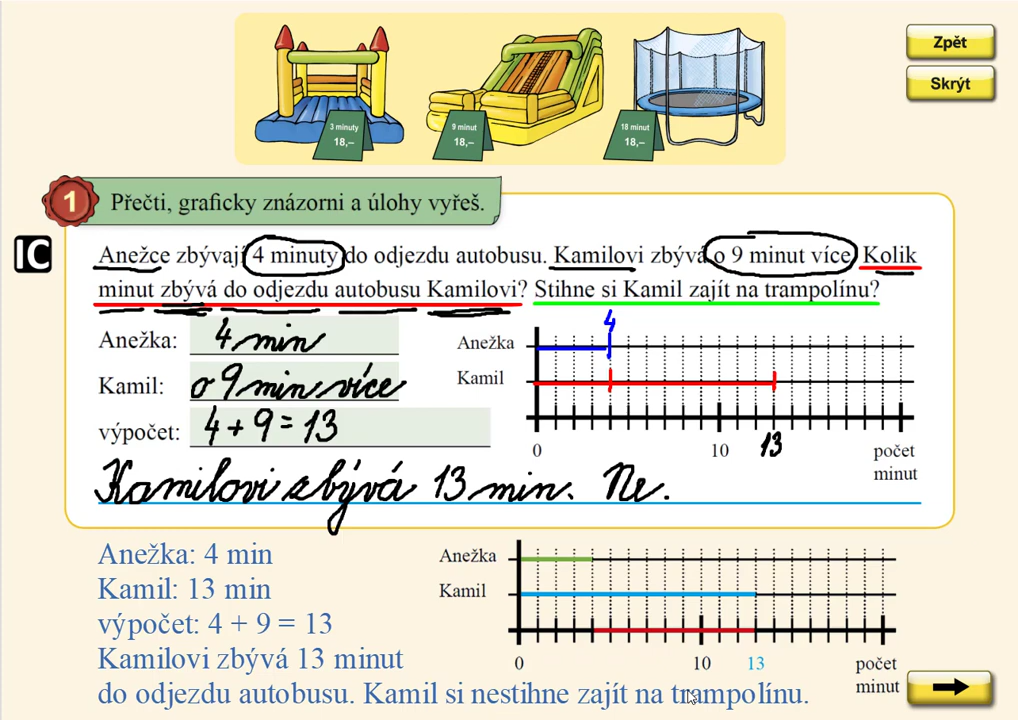 Zpět
Skrýt
3 minuty
18,–
9 minut
18,–
18 minut
18,–
1 Přečti, graficky znázorni a úlohy vyřeš.
IC
Anežce zbývají 4 minuty do odjezdu autobusu. Kamilovi zbývá o 9 minut více. Kolik
minut zbývá do odjezdu autobusu Kamilovi? Stihne si Kamil zajít na trampolínu?
Anežka: 4 min
Kamil: o 9 min více
výpočet: 4 + 9 = 13
Kamilovi zbývá 13 min. Ne.
4
Anežka
Kamil
0 10 13 počet
minut
Anežka: 4 min
Kamil: 13 min
výpočet: 4 + 9 = 13
Kamilovi zbývá 13 minut
do odjezdu autobusu. Kamil si nestihne zajít na trampolínu.
Anežka
Kamil
0 10 13 počet
minut